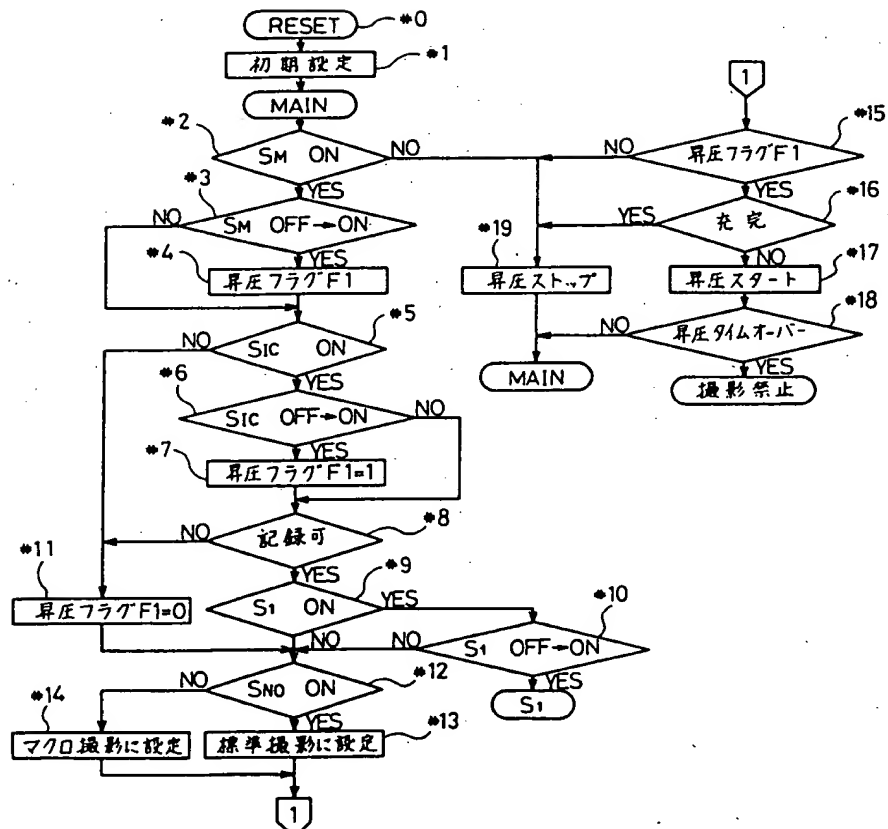 RESET
*0
初期設定
*1
MAIN
*2
SM ON
NO
YES
*3
SM OFF→ON
NO
YES
*4
昇圧フラグF1
*5
SIC ON
NO
YES
*6
SIC OFF→ON
NO
YES
*7
昇圧フラグF1=1
*8
記録可
NO
YES
*9
S1 ON
YES
NO
*10
S1 OFF→ON
NO
YES
S1
*11
昇圧フラグF1=0
*12
SNO ON
NO
YES
*13
標準撮影に設定
*14
マクロ撮影に設定
1
1
*15
昇圧フラグF1
NO
YES
*16
充完
YES
NO
*17
昇圧スタート
*18
昇圧タイムオーバー
NO
YES
撮影禁止
*19
昇圧ストップ
MAIN